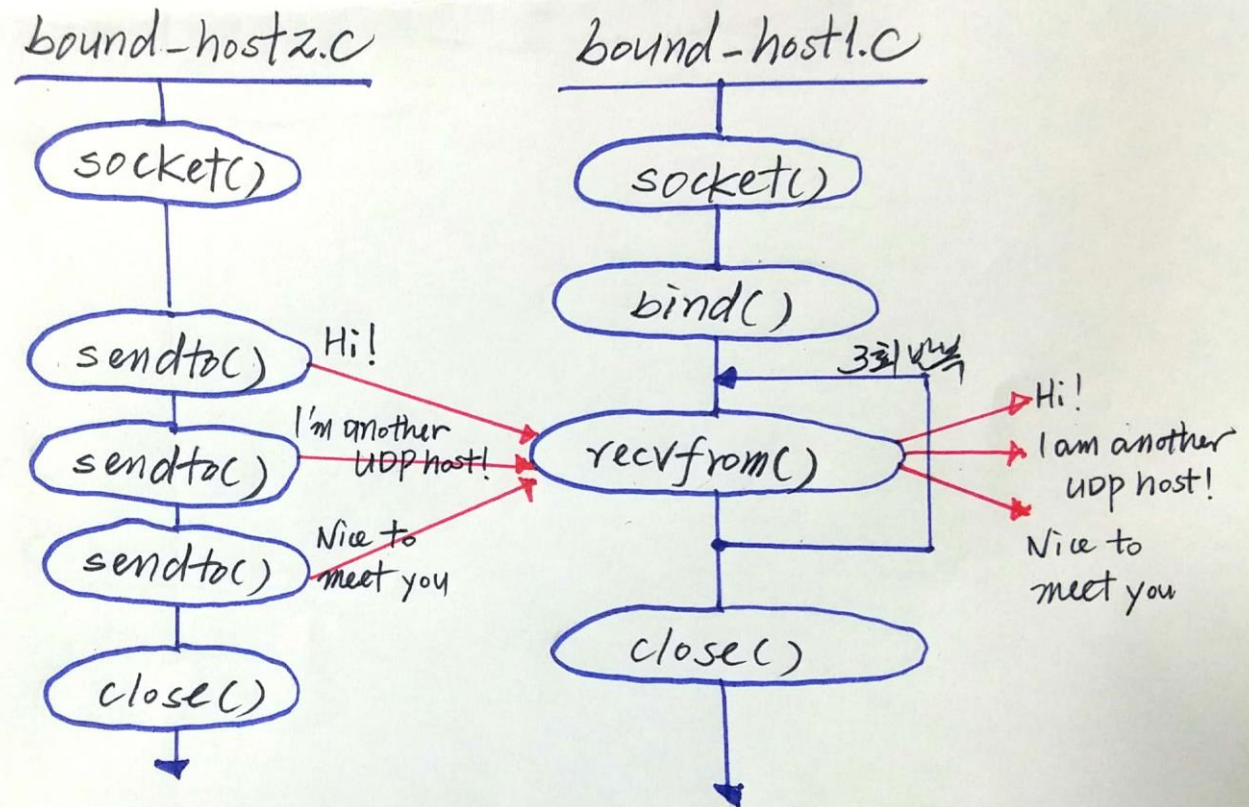 bound-host2.c
bound-host1.c
socket()
socket()
bind()
sendto()
Hi!
3회 반복
sendto()
I'm another
UDP host!
recvfrom()
Hi!
I am another
UDP host!
Nice to
meet you
sendto()
Nice to
meet you
close()
close()